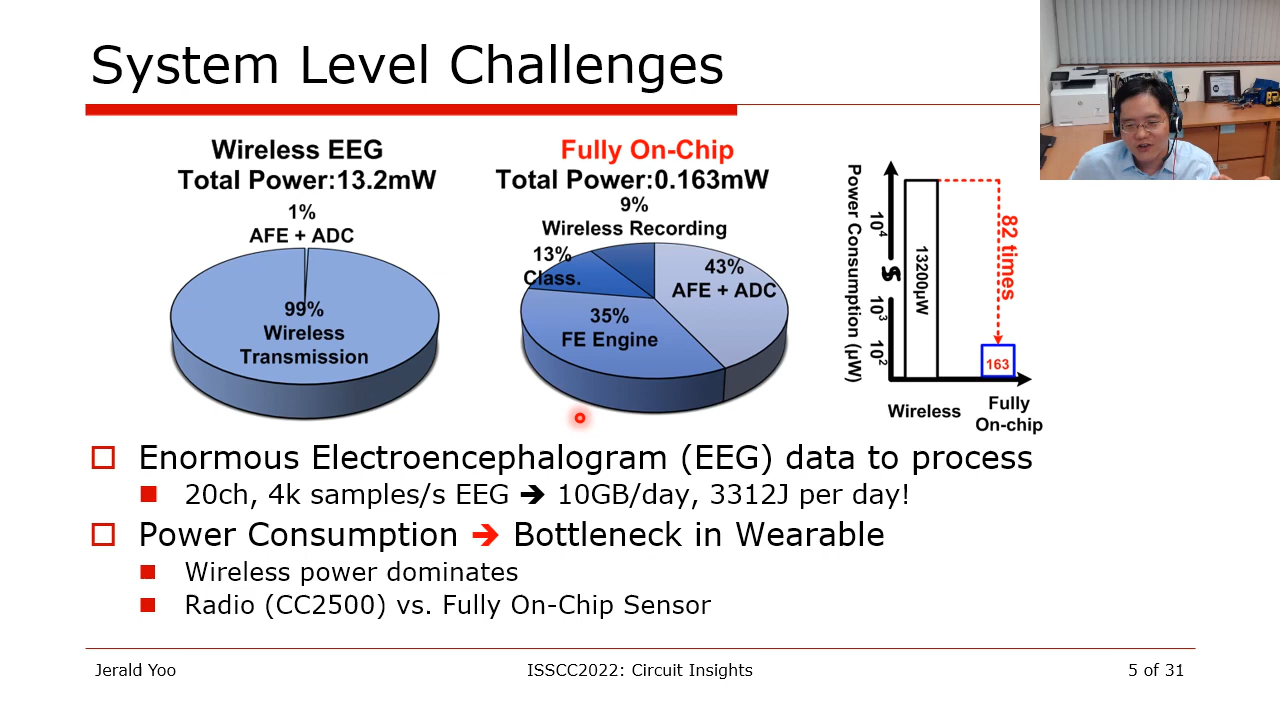 System Level Challenges
Wireless EEG
Total Power:13.2mW
1%
AFE + ADC
99%
Wireless
Transmission
Fully On-Chip
Total Power:0.163mW
9%
Wireless Recording
13%
Class.
43%
AFE + ADC
35%
FE Engine
Power Consumption (μW)
10⁴
10³
10²
13200μW
82 times
163
Wireless
Fully
On-chip
Enormous Electroencephalogram (EEG) data to process
20ch, 4k samples/s EEG ➔ 10GB/day, 3312J per day!
Power Consumption ➔ Bottleneck in Wearable
Wireless power dominates
Radio (CC2500) vs. Fully On-Chip Sensor
Jerald Yoo
ISSCC2022: Circuit Insights
5 of 31